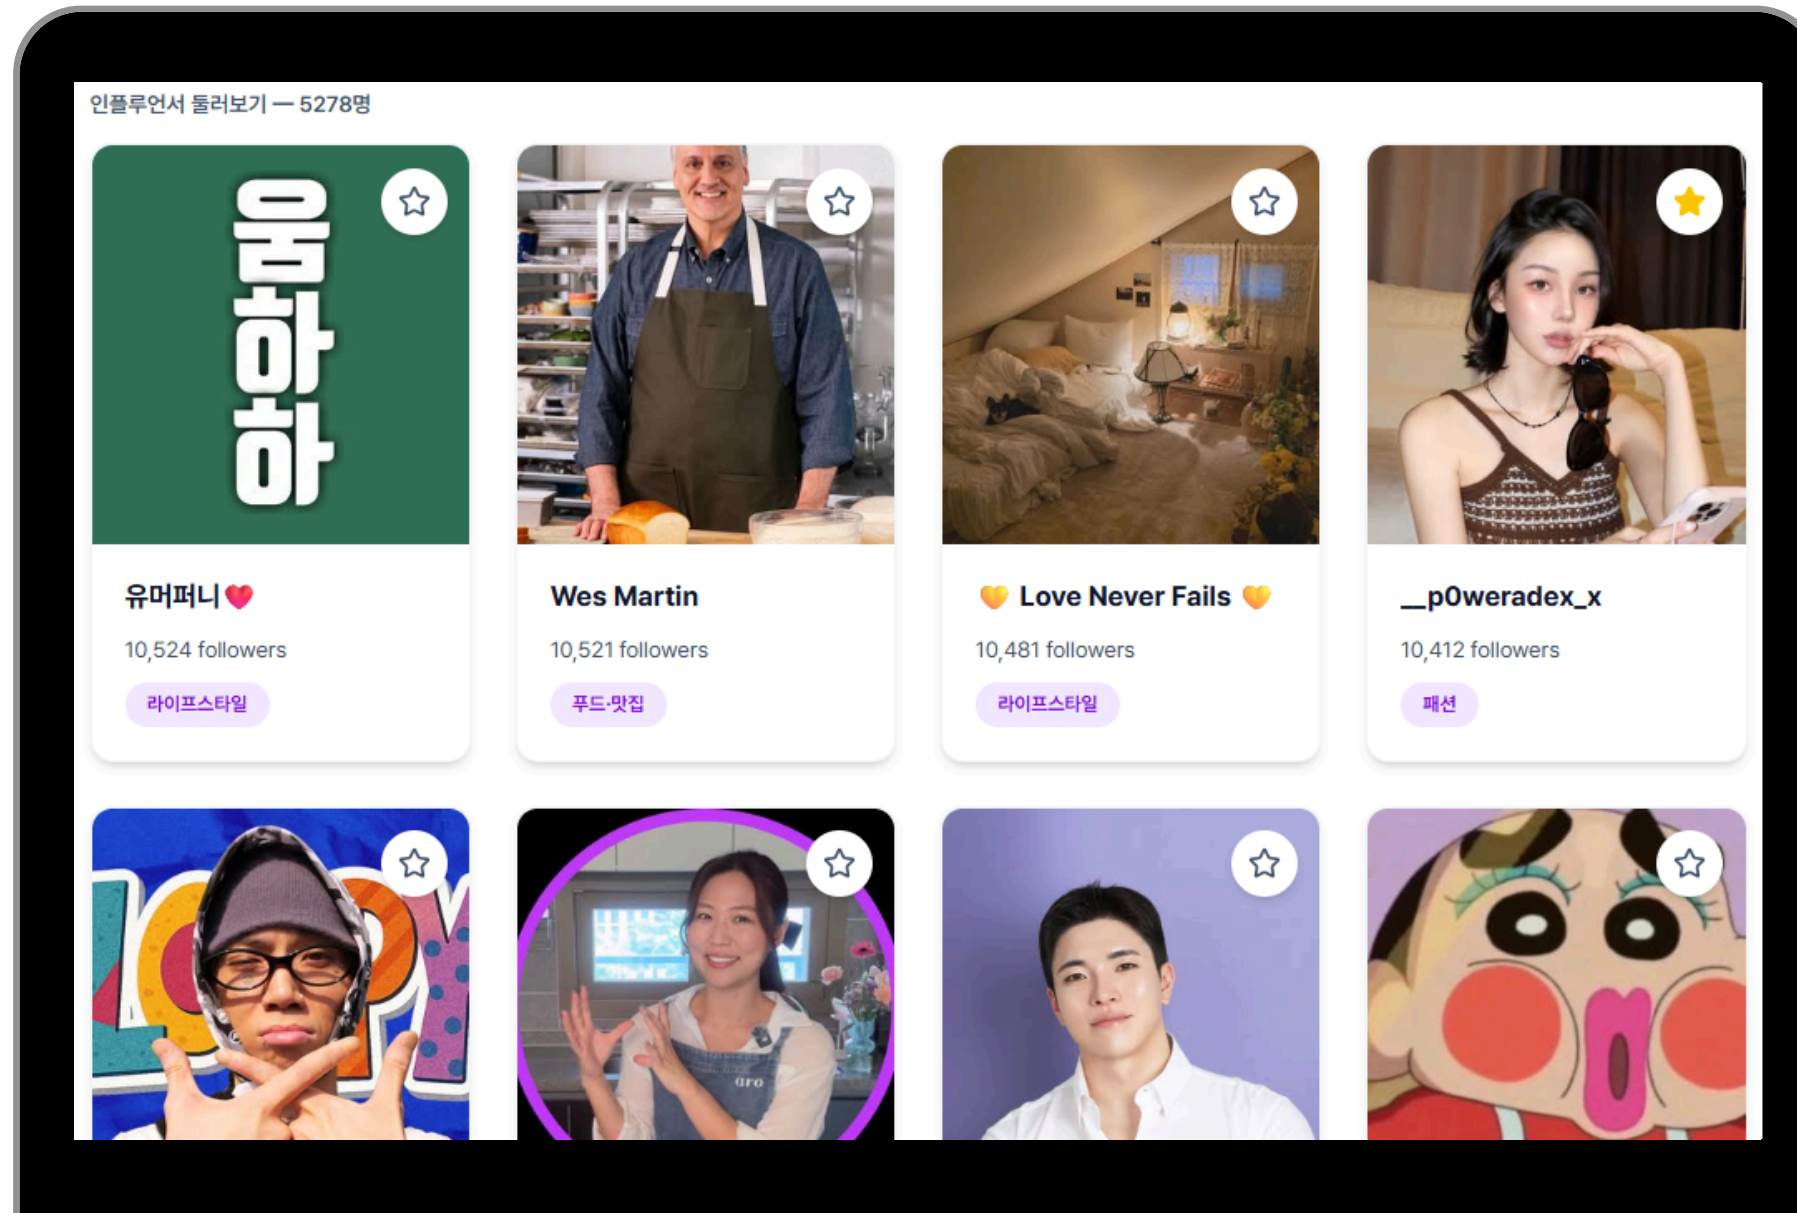 인플루언서 둘러보기 — 5278명
움
하
하
유머퍼니❤️
10,524 followers
라이프스타일
Wes Martin
10,521 followers
푸드·맛집
💛 Love Never Fails 💛
10,481 followers
라이프스타일
__p0weradex_x
10,412 followers
패션
LOOPY
aro